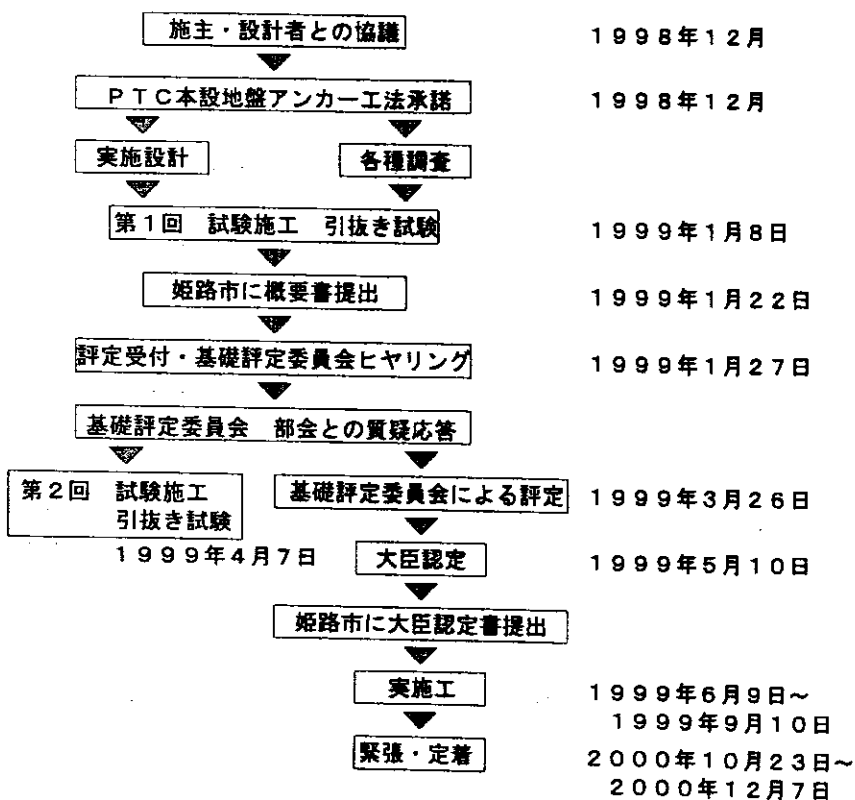 施主・設計者との協議 1998年12月
PTC本設地盤アンカー工法承諾 1998年12月
実施設計 各種調査
第1回 試験施工 引抜き試験 1999年1月8日
姫路市に概要書提出 1999年1月22日
評定受付・基礎評定委員会ヒヤリング 1999年1月27日
基礎評定委員会 部会との質疑応答
第2回 試験施工
引抜き試験
1999年4月7日
基礎評定委員会による評定 1999年3月26日
大臣認定 1999年5月10日
姫路市に大臣認定書提出
実施工 1999年6月9日~
1999年9月10日
緊張・定着 2000年10月23日~
2000年12月7日